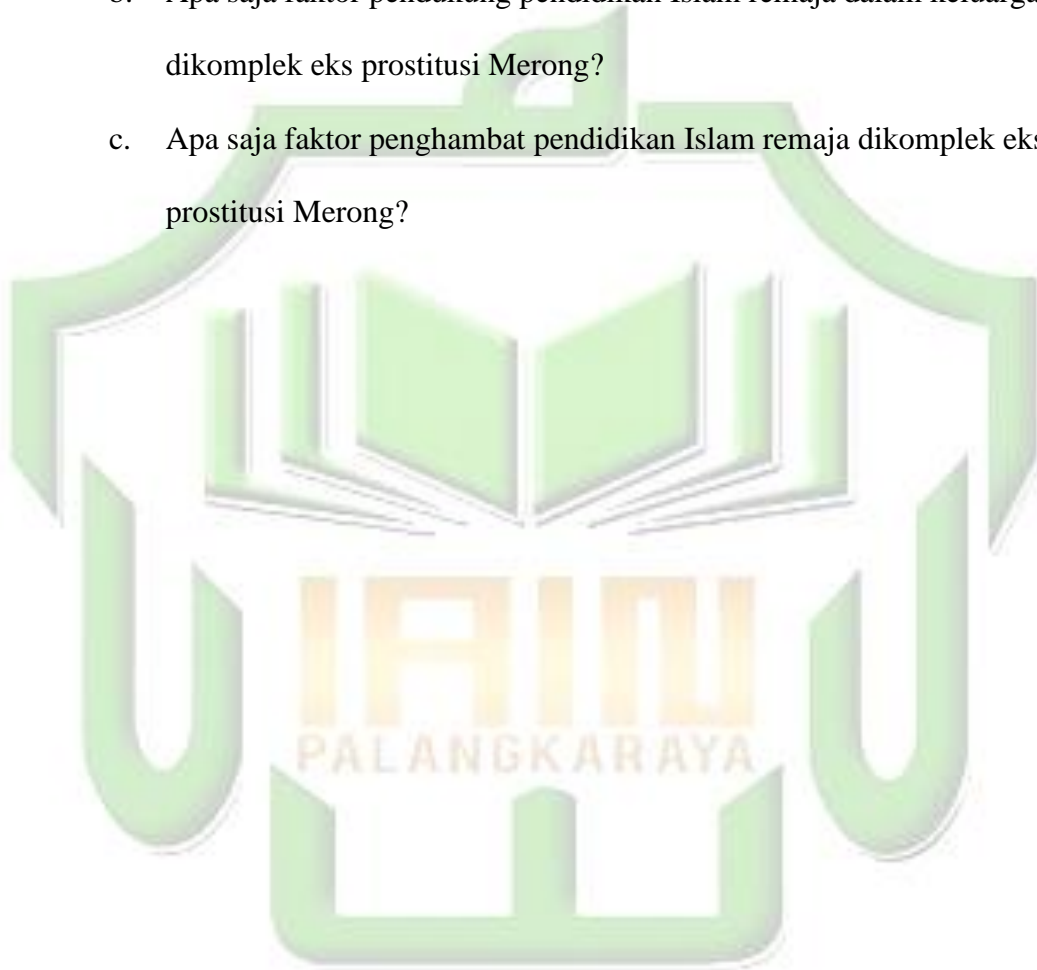 b. Apa saja faktor pendukung pendidikan Islam remaja dalam keluarga
dikomplek eks prostitusi Merong?
c. Apa saja faktor penghambat pendidikan Islam remaja dikomplek eks
prostitusi Merong?
IAIN
PALANGKARAYA